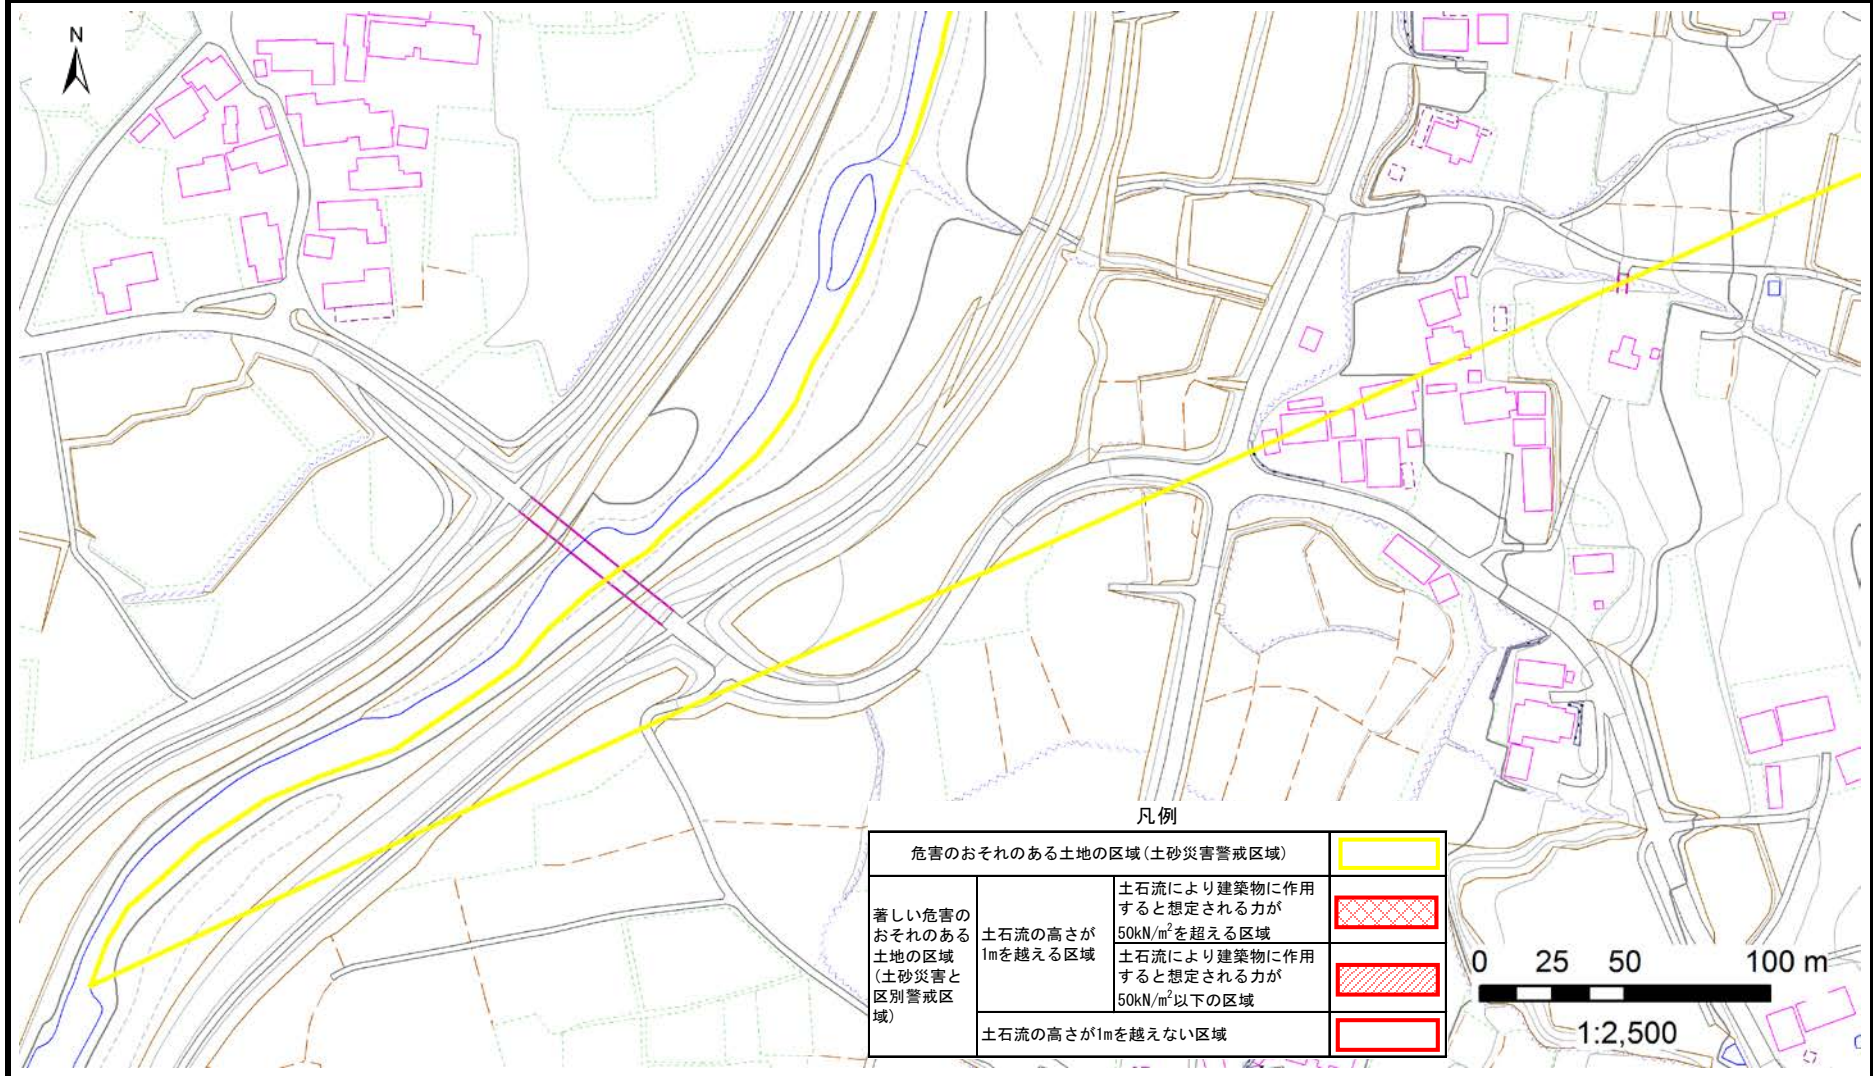 N
凡例
危害のおそれのある土地の区域(土砂災害警戒区域)
著しい危害の
おそれのある
土地の区域
(土砂災害と
区別警戒区
域)
土石流の高さが
1mを越える区域
土石流により建築物に作用
すると想定される力が
50kN/m²を超える区域
土石流により建築物に作用
すると想定される力が
50kN/m²以下の区域
土石流の高さが1mを越えない区域
0 25 50 100 m
1:2,500